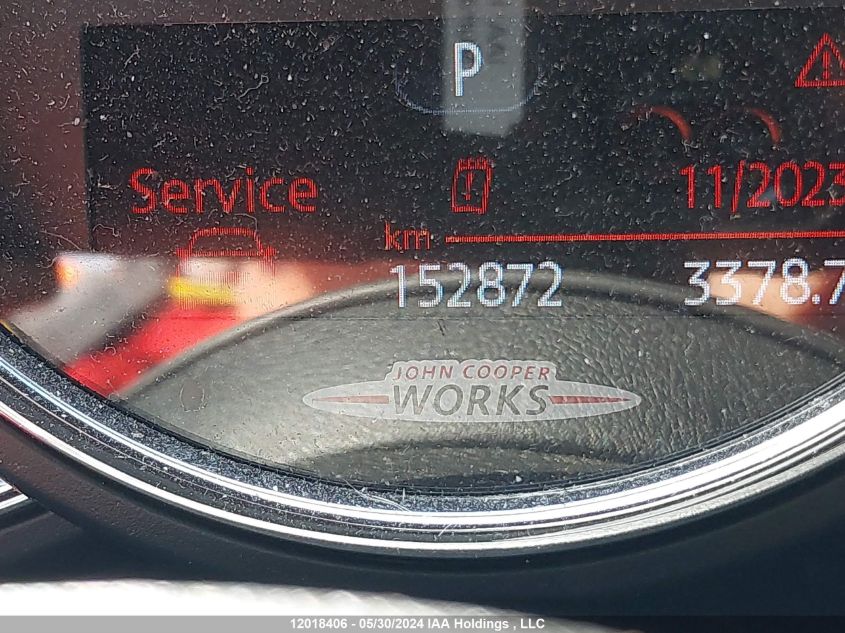 P
Service 11/2023
km
152872 3378.7
JOHN COOPER
WORKS
12018406 - 05/30/2024 IAA Holdings , LLC